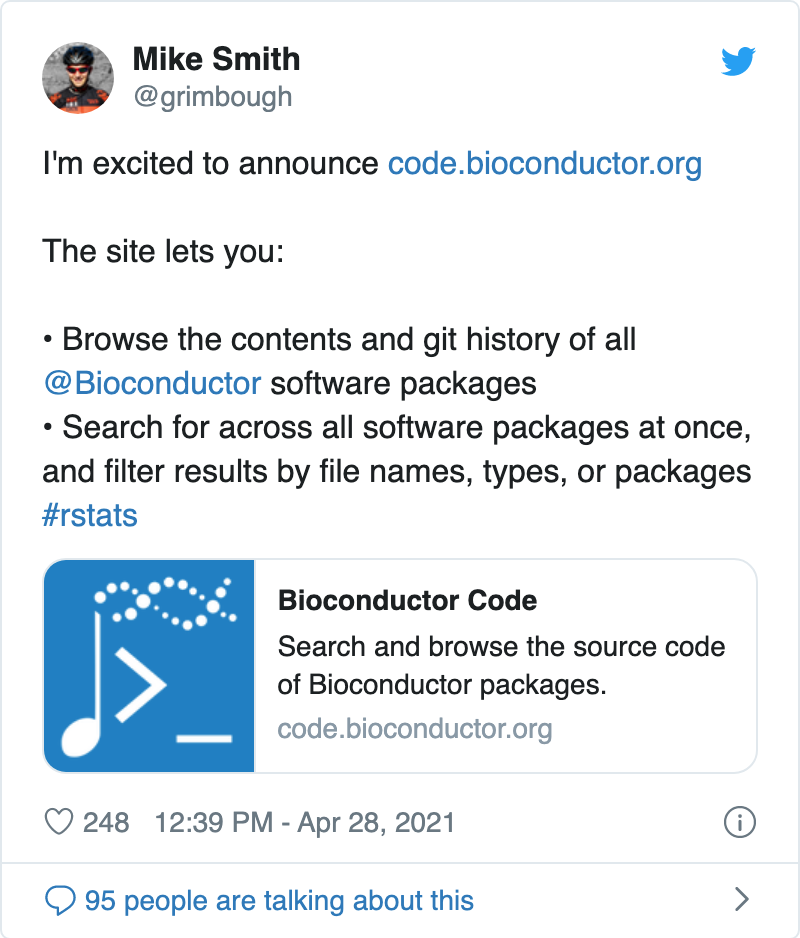 Mike Smith
@grimbough
I'm excited to announce code.bioconductor.org
The site lets you:
• Browse the contents and git history of all
@Bioconductor software packages
• Search for across all software packages at once,
and filter results by file names, types, or packages
#rstats
Bioconductor Code
Search and browse the source code
of Bioconductor packages.
code.bioconductor.org
248 12:39 PM - Apr 28, 2021
95 people are talking about this